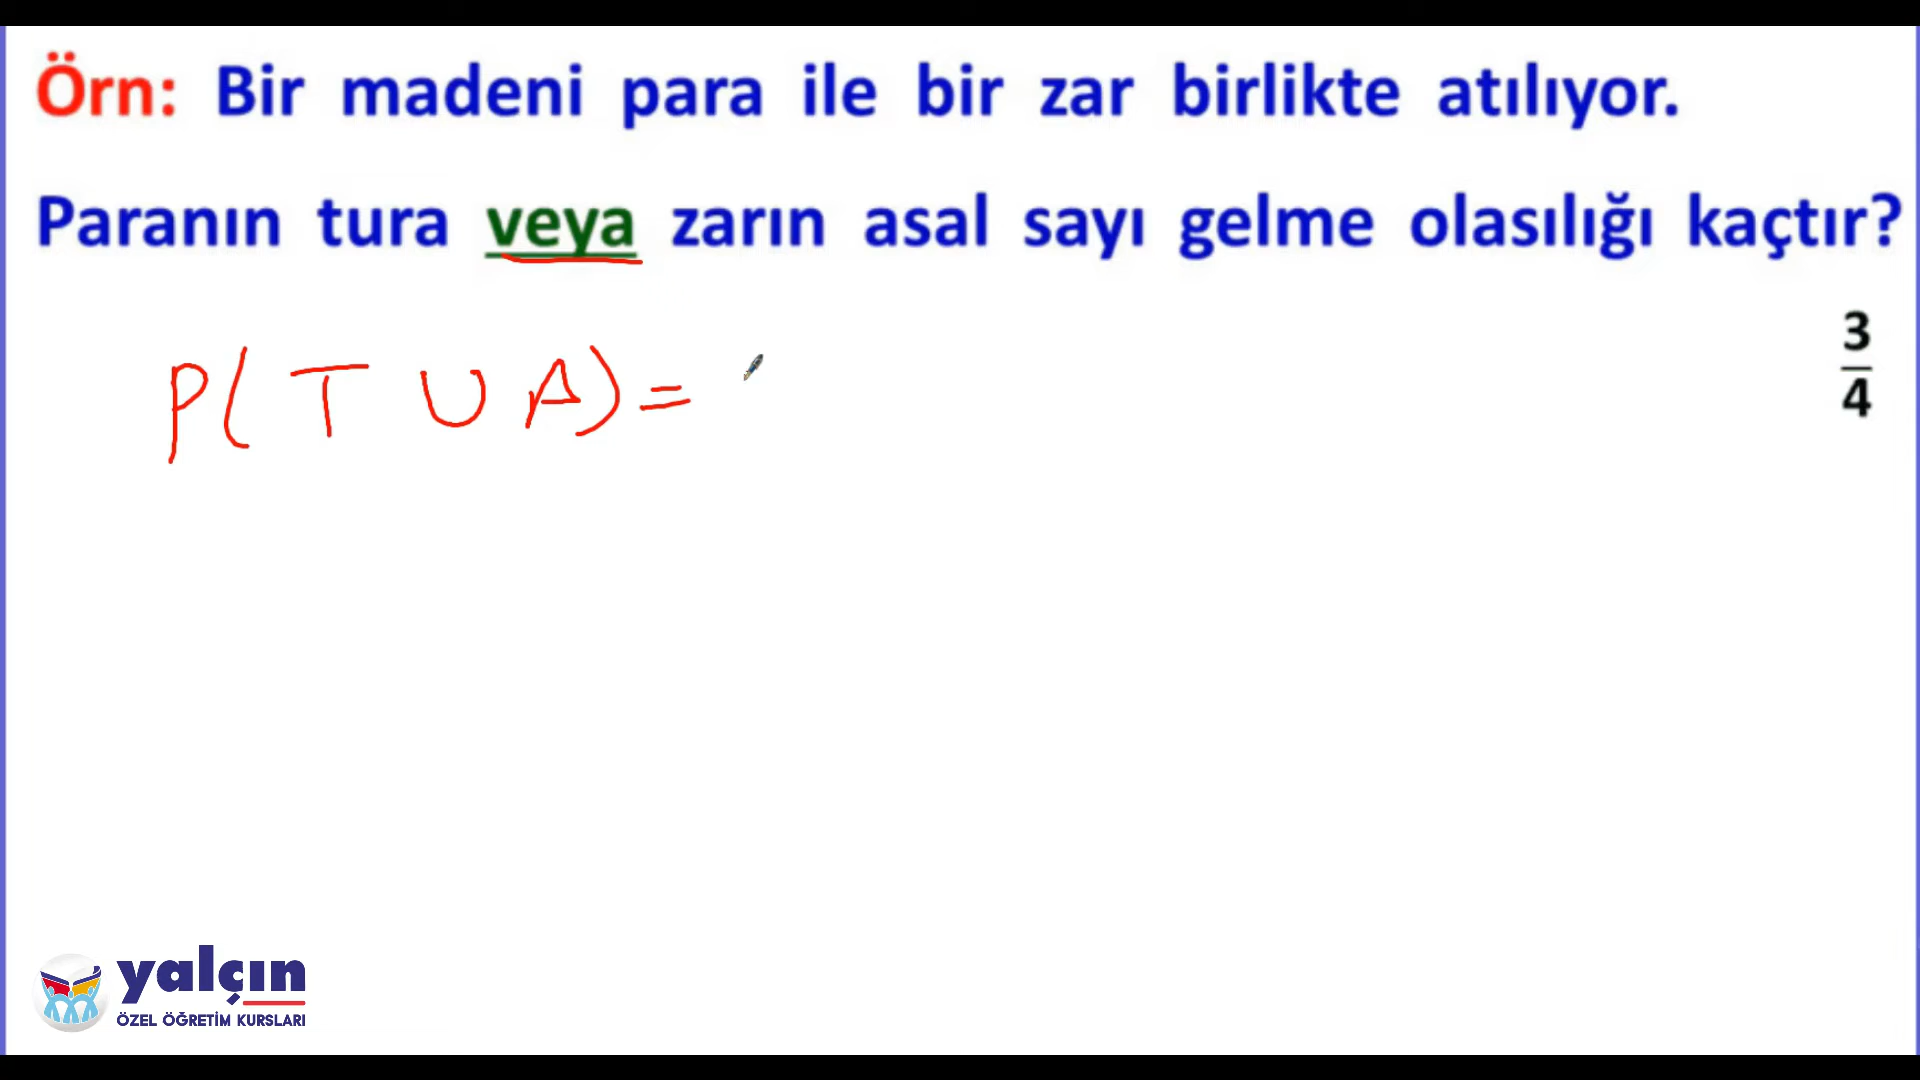 Örn: Bir madeni para ile bir zar birlikte atılıyor.
Paranın tura veya zarın asal sayı gelme olasılığı kaçtır?
3
4
P( T U A) =
yalçın
ÖZEL ÖĞRETİM KURSLARI